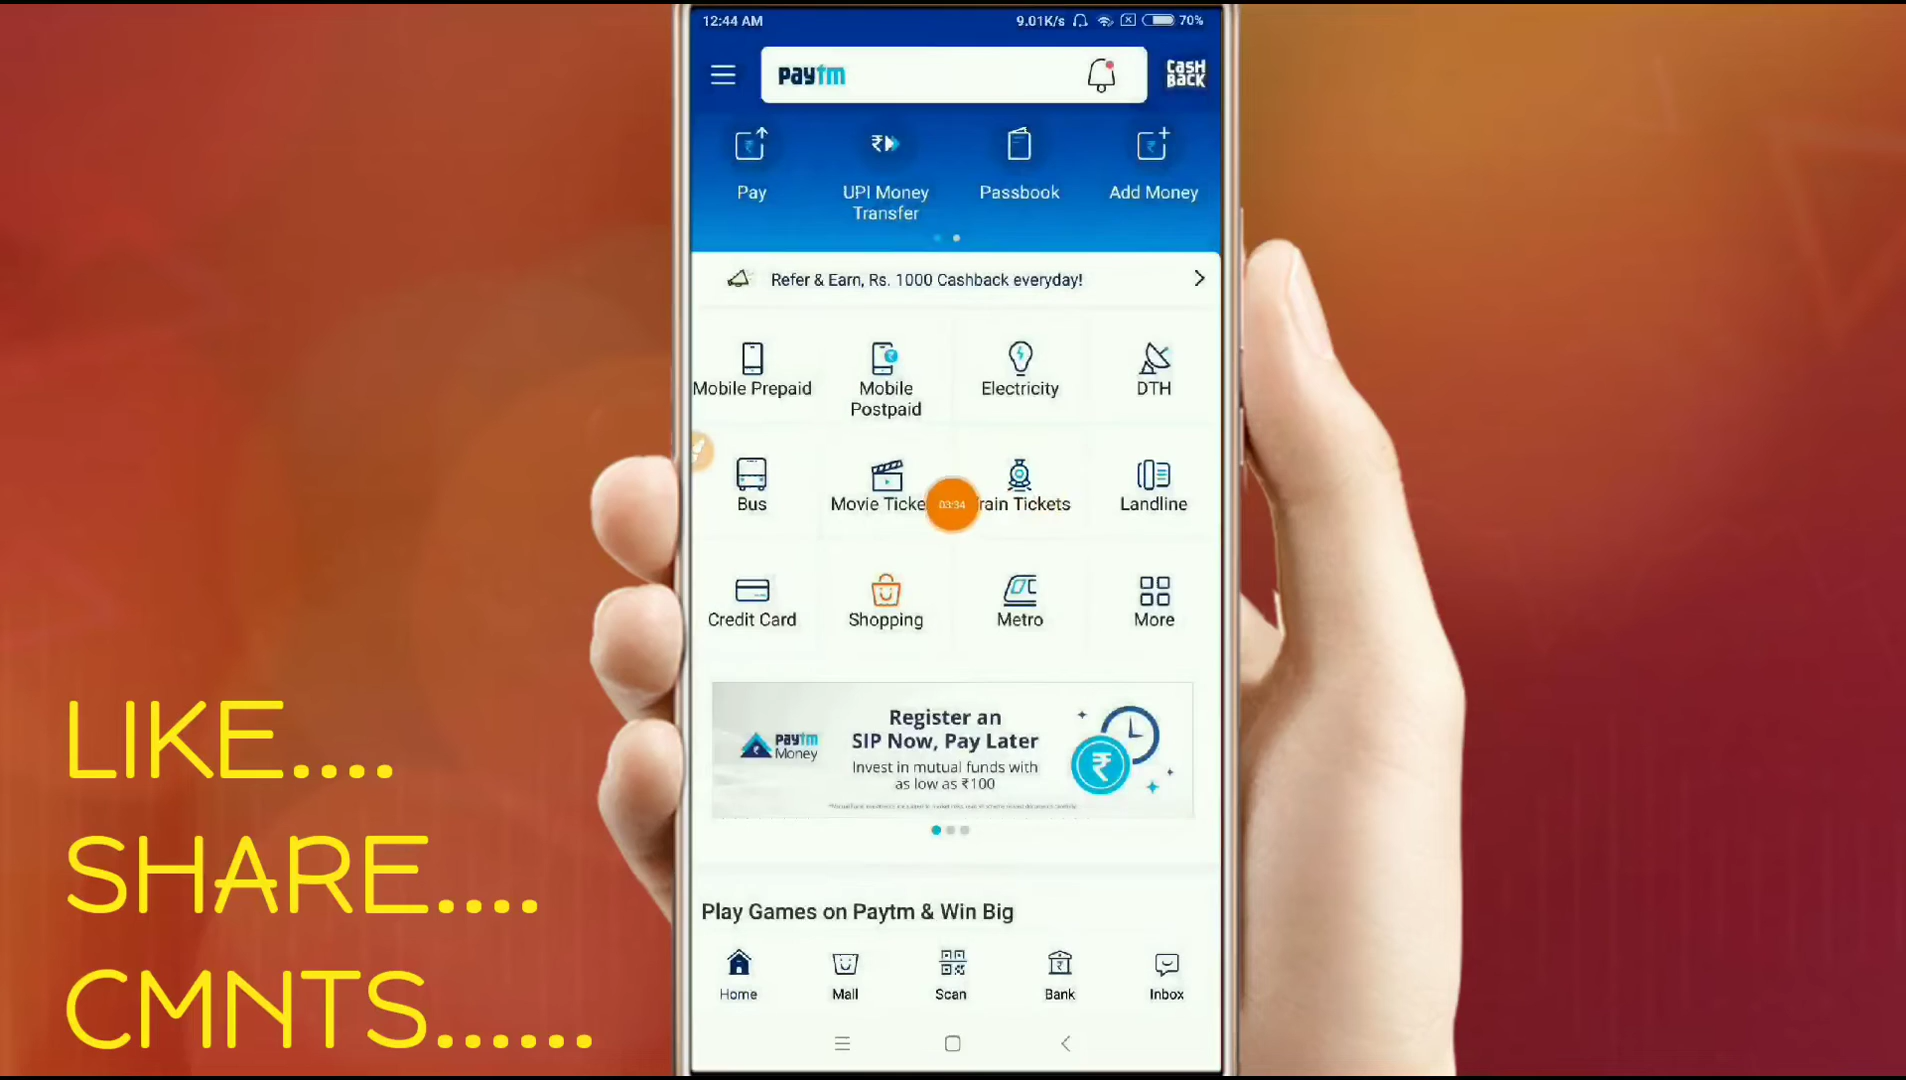 12:44 AM 9.01K/s 70%
paytm
CASH
BACK
Pay
UPI Money
Transfer
Passbook
Add Money
Refer & Earn, Rs. 1000 Cashback everyday!
Mobile Prepaid
Mobile
Postpaid
Electricity
DTH
Bus
Movie Ticke
03:34
rain Tickets
Landline
Credit Card
Shopping
Metro
More
paytm
Money
Register an
SIP Now, Pay Later
Invest in mutual funds with
as low as ₹100
Play Games on Paytm & Win Big
Home
Mall
Scan
Bank
Inbox
LIKE....
SHARE....
CMNTS......